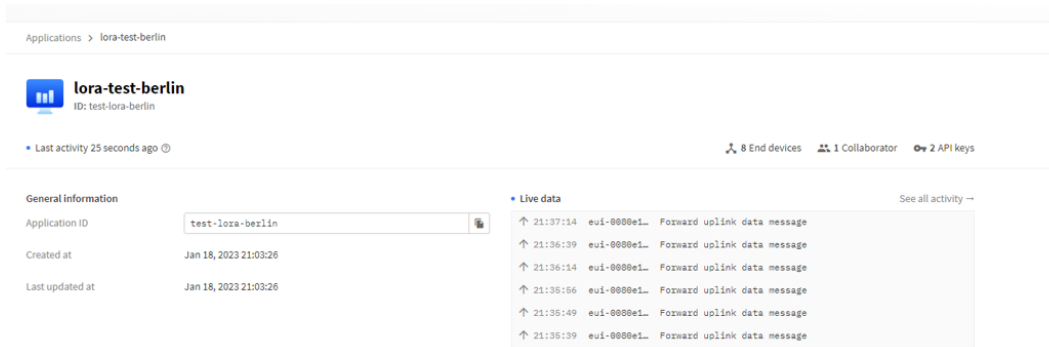 Applications > lora-test-berlin
lora-test-berlin
ID: test-lora-berlin
Last activity 25 seconds ago
8 End devices 1 Collaborator 2 API keys
General information
Application ID test-lora-berlin
Created at Jan 18, 2023 21:03:26
Last updated at Jan 18, 2023 21:03:26
Live data See all activity →
↑ 21:37:14 eui-0080e1… Forward uplink data message
↑ 21:36:39 eui-0080e1… Forward uplink data message
↑ 21:36:14 eui-0080e1… Forward uplink data message
↑ 21:35:56 eui-0080e1… Forward uplink data message
↑ 21:35:49 eui-0080e1… Forward uplink data message
↑ 21:35:39 eui-0080e1… Forward uplink data message